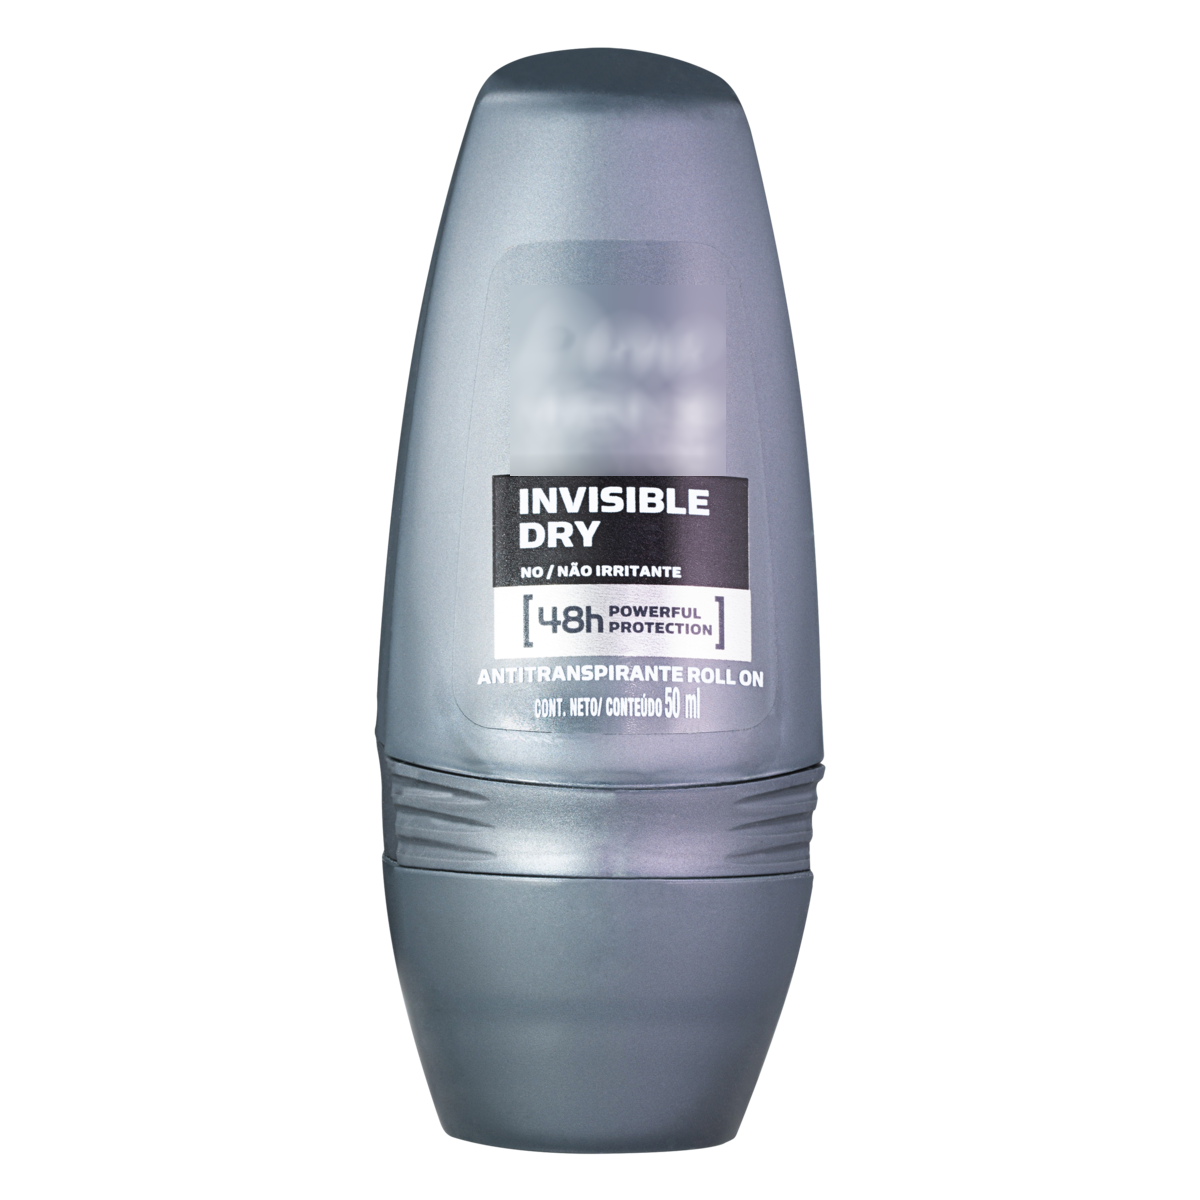 INVISIBLE
DRY
NO / NÃO IRRITANTE
[48h POWERFUL
PROTECTION]
ANTITRANSPIRANTE ROLL ON
CONT. NETO/ CONTEÚDO 50 ml